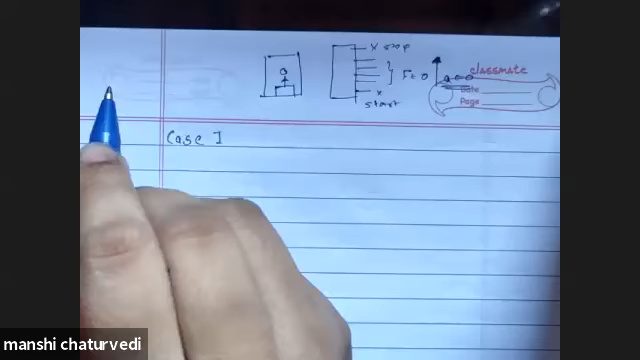 x stop
F = 0
x
start
classmate
Date
Page
Case I
manshi chaturvedi